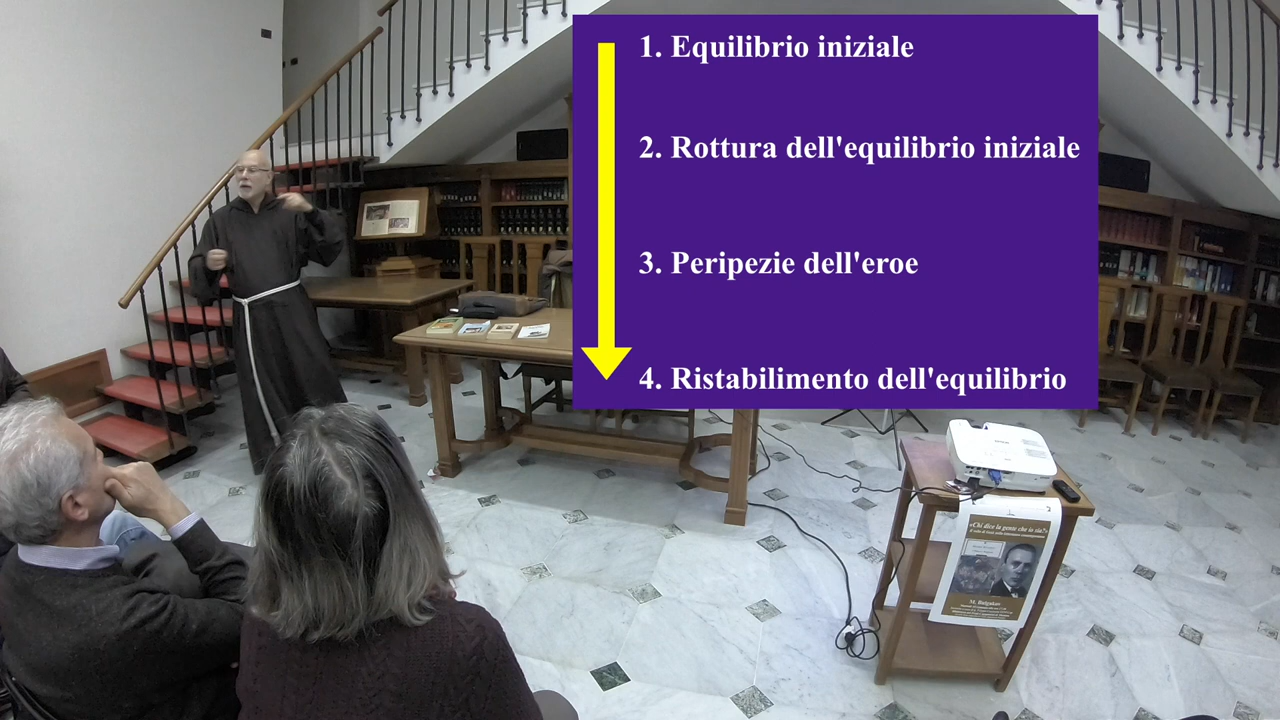 1. Equilibrio iniziale
2. Rottura dell'equilibrio iniziale
3. Peripezie dell'eroe
4. Ristabilimento dell'equilibrio
«Chi dice la gente che io sia?»
M. Bulgakov